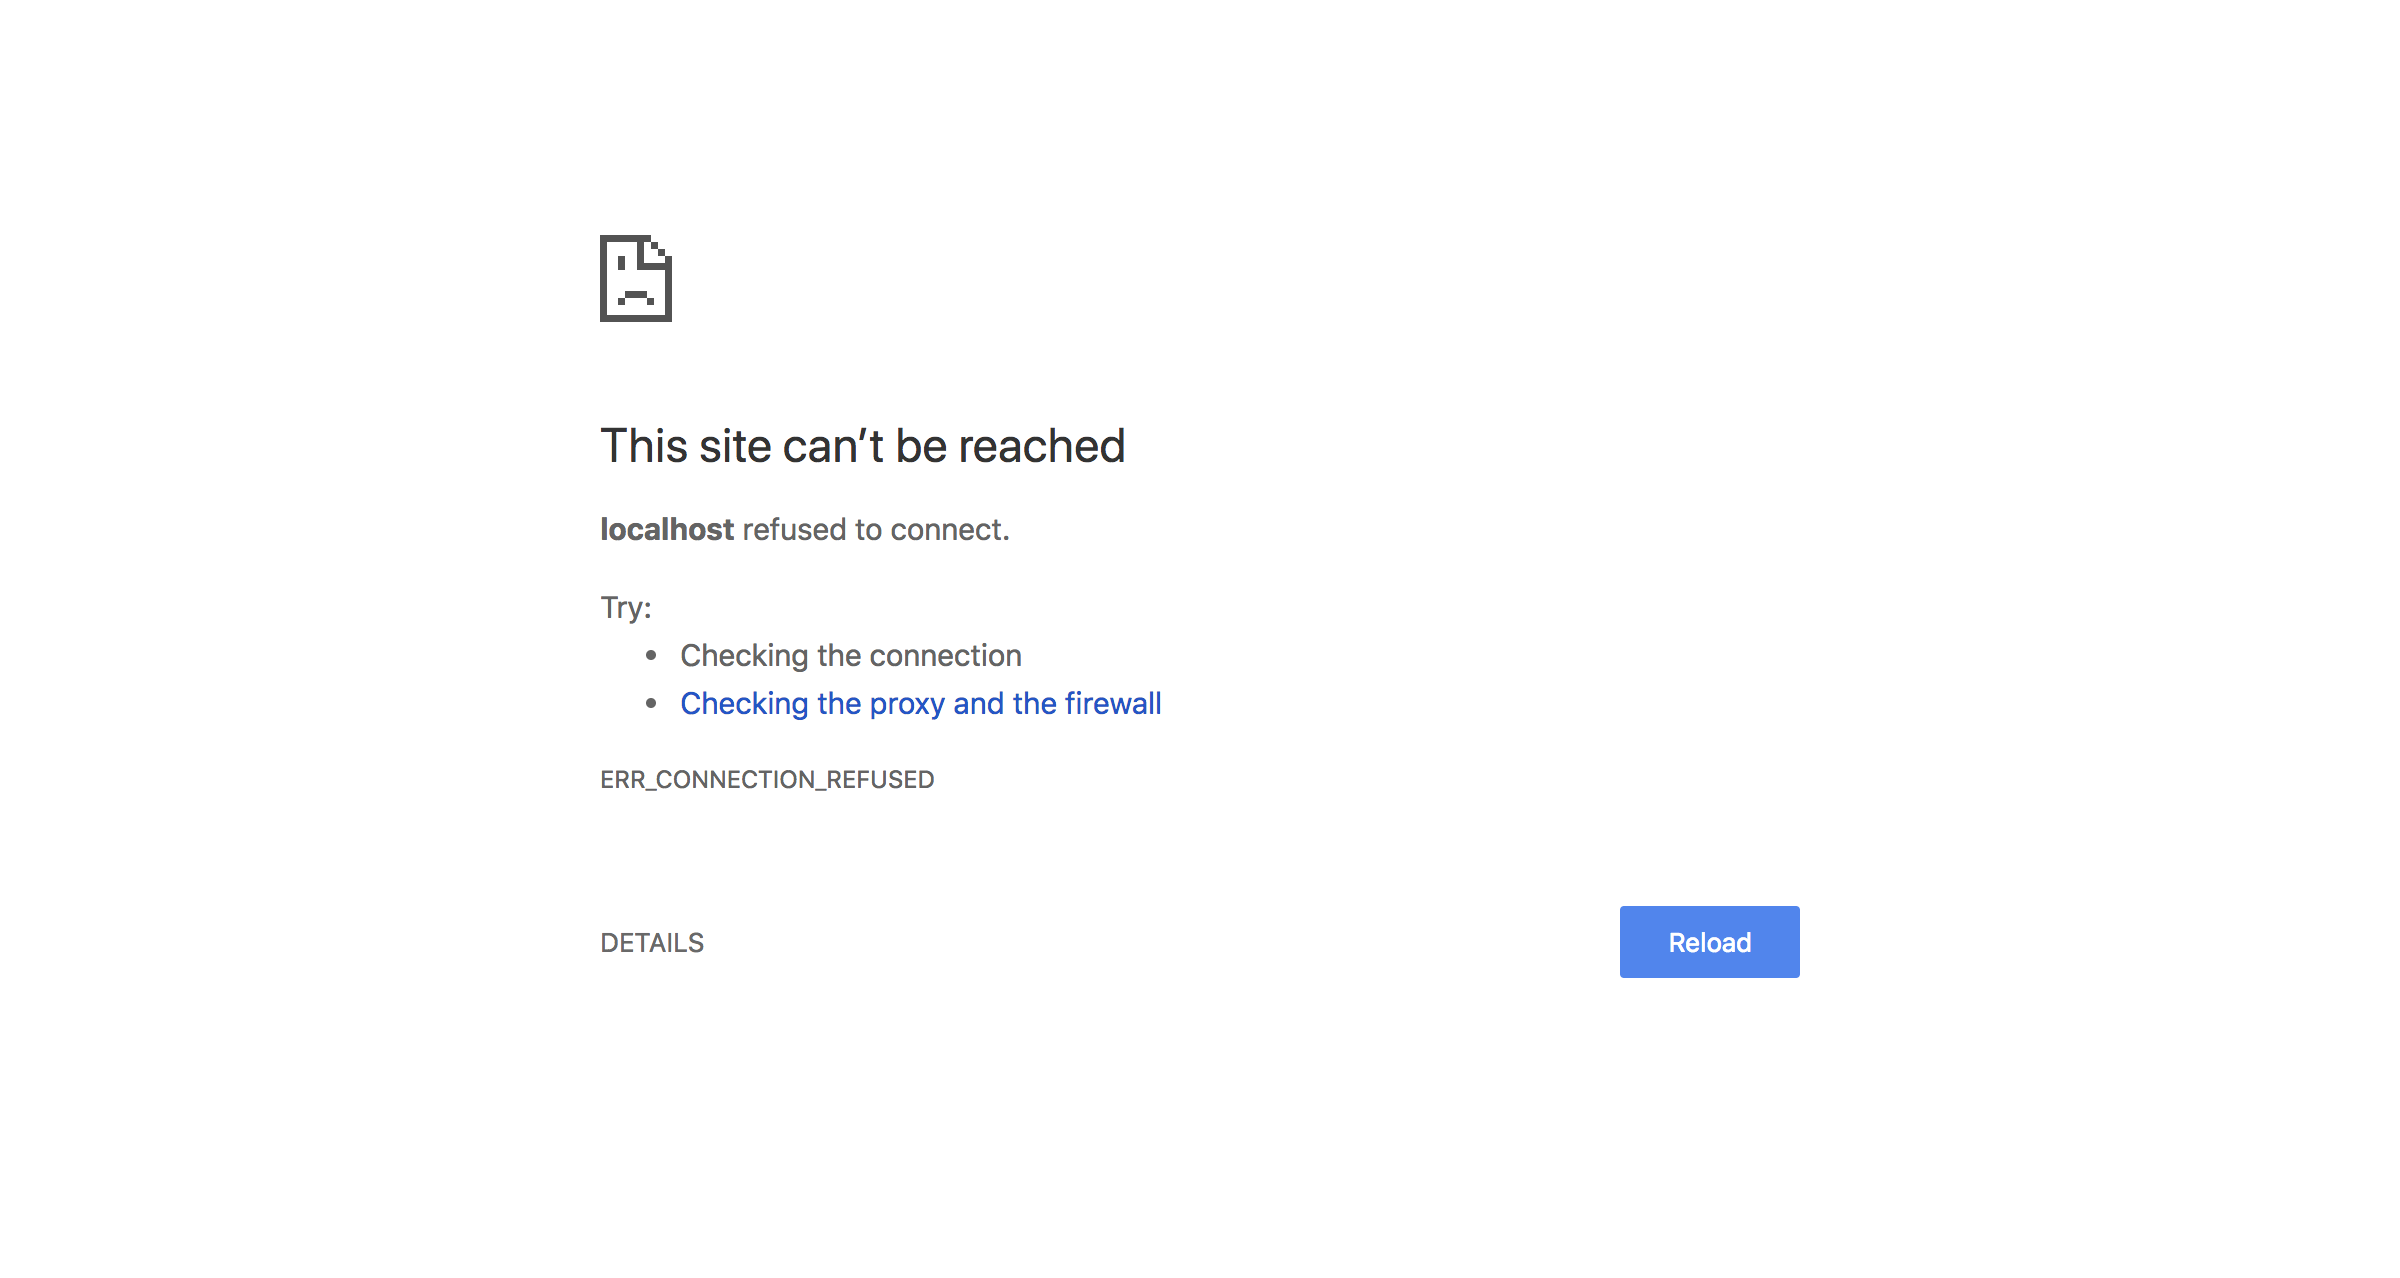 This site can’t be reached
localhost refused to connect.
Try:
• Checking the connection
• Checking the proxy and the firewall
ERR_CONNECTION_REFUSED
DETAILS
Reload